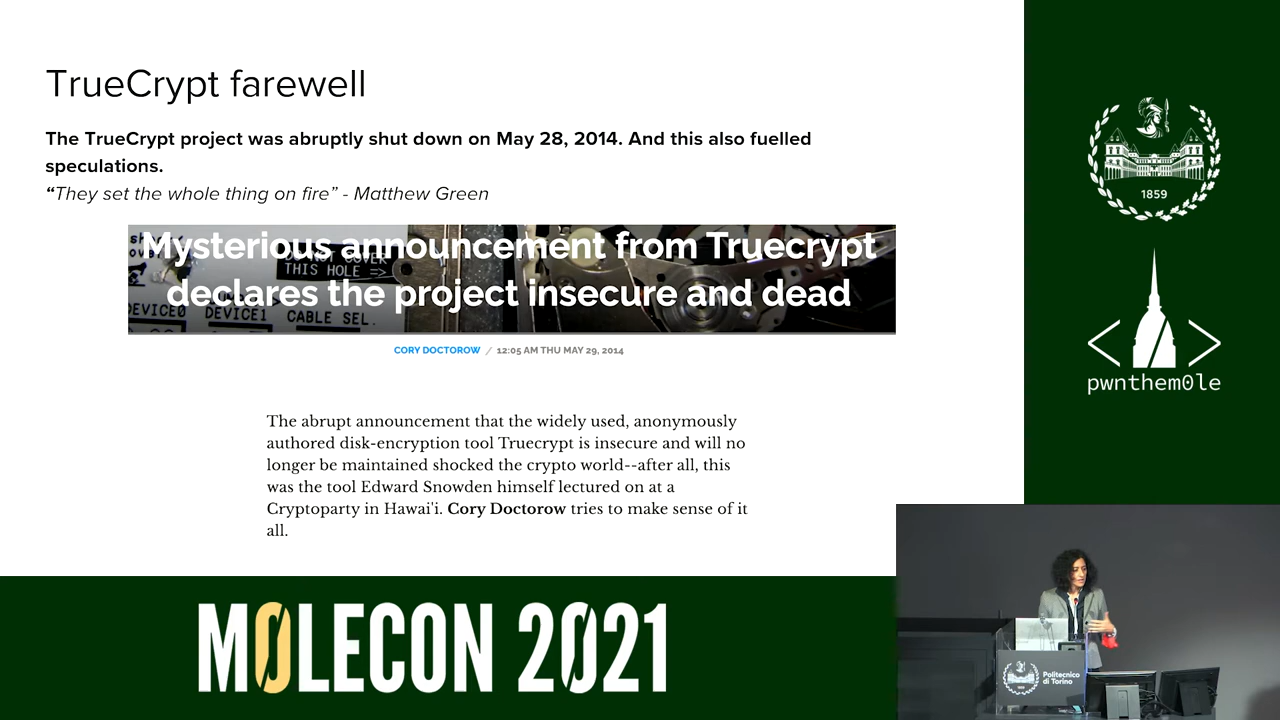 TrueCrypt farewell
The TrueCrypt project was abruptly shut down on May 28, 2014. And this also fuelled
speculations.
“They set the whole thing on fire” - Matthew Green
Mysterious announcement from Truecrypt
declares the project insecure and dead
THIS HOLE =>
DEVICE0 DEVICE1 CABLE SEL.
CORY DOCTOROW / 12:05 AM THU MAY 29, 2014
The abrupt announcement that the widely used, anonymously
authored disk-encryption tool Truecrypt is insecure and will no
longer be maintained shocked the crypto world--after all, this
was the tool Edward Snowden himself lectured on at a
Cryptoparty in Hawai'i. Cory Doctorow tries to make sense of it
all.
1859
< >
pwnthem0le
M0LECON 2021
Politecnico
di Torino